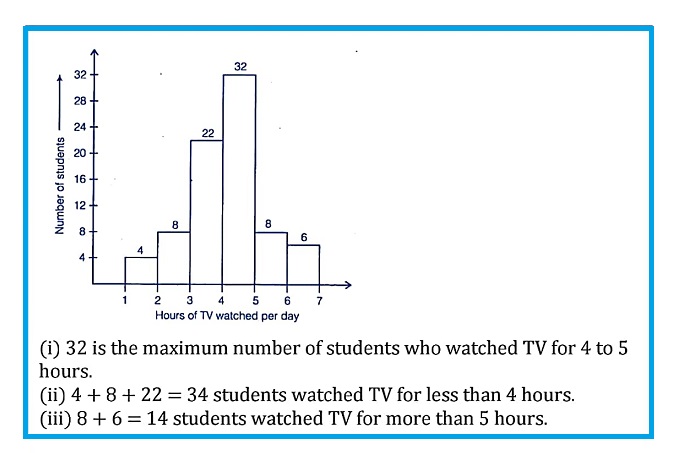 32
32
28
24
22
20
16
12
8
8
8
6
4
4
Number of students
1 2 3 4 5 6 7
Hours of TV watched per day
(i) 32 is the maximum number of students who watched TV for 4 to 5
hours.
(ii) 4 + 8 + 22 = 34 students watched TV for less than 4 hours.
(iii) 8 + 6 = 14 students watched TV for more than 5 hours.